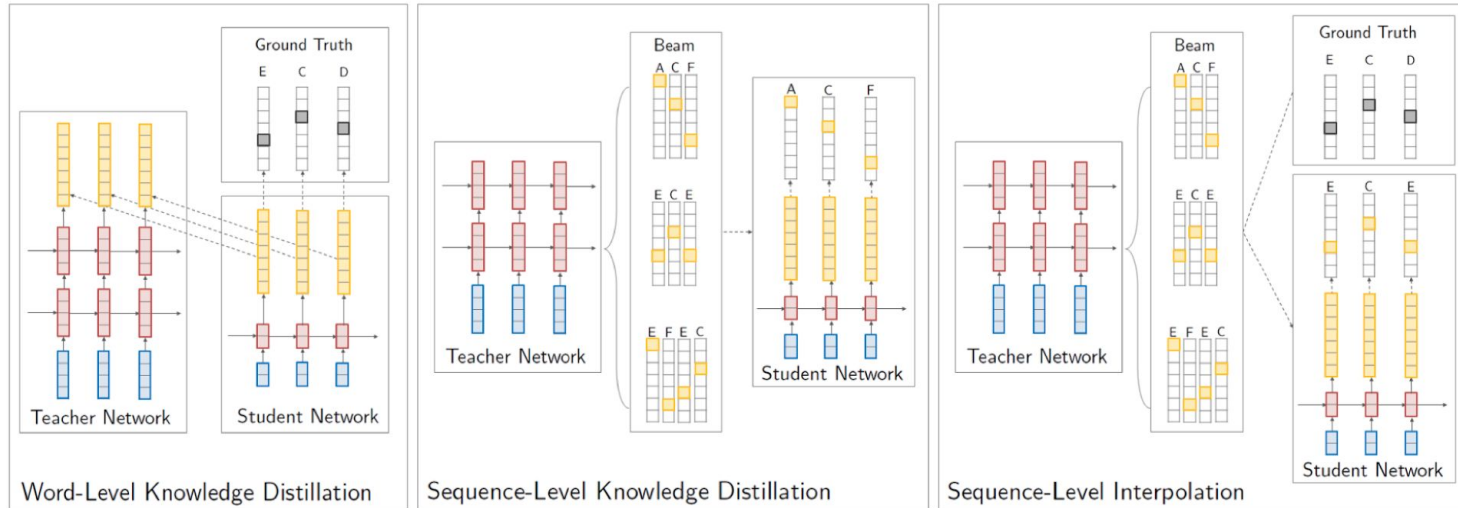 Ground Truth
E C D
Teacher Network
Student Network
Word-Level Knowledge Distillation
Beam
A C F
E C E
E F E C
Teacher Network
A C F
Student Network
Sequence-Level Knowledge Distillation
Beam
A C F
E C E
E F E C
Teacher Network
Ground Truth
E C D
E C E
Student Network
Sequence-Level Interpolation